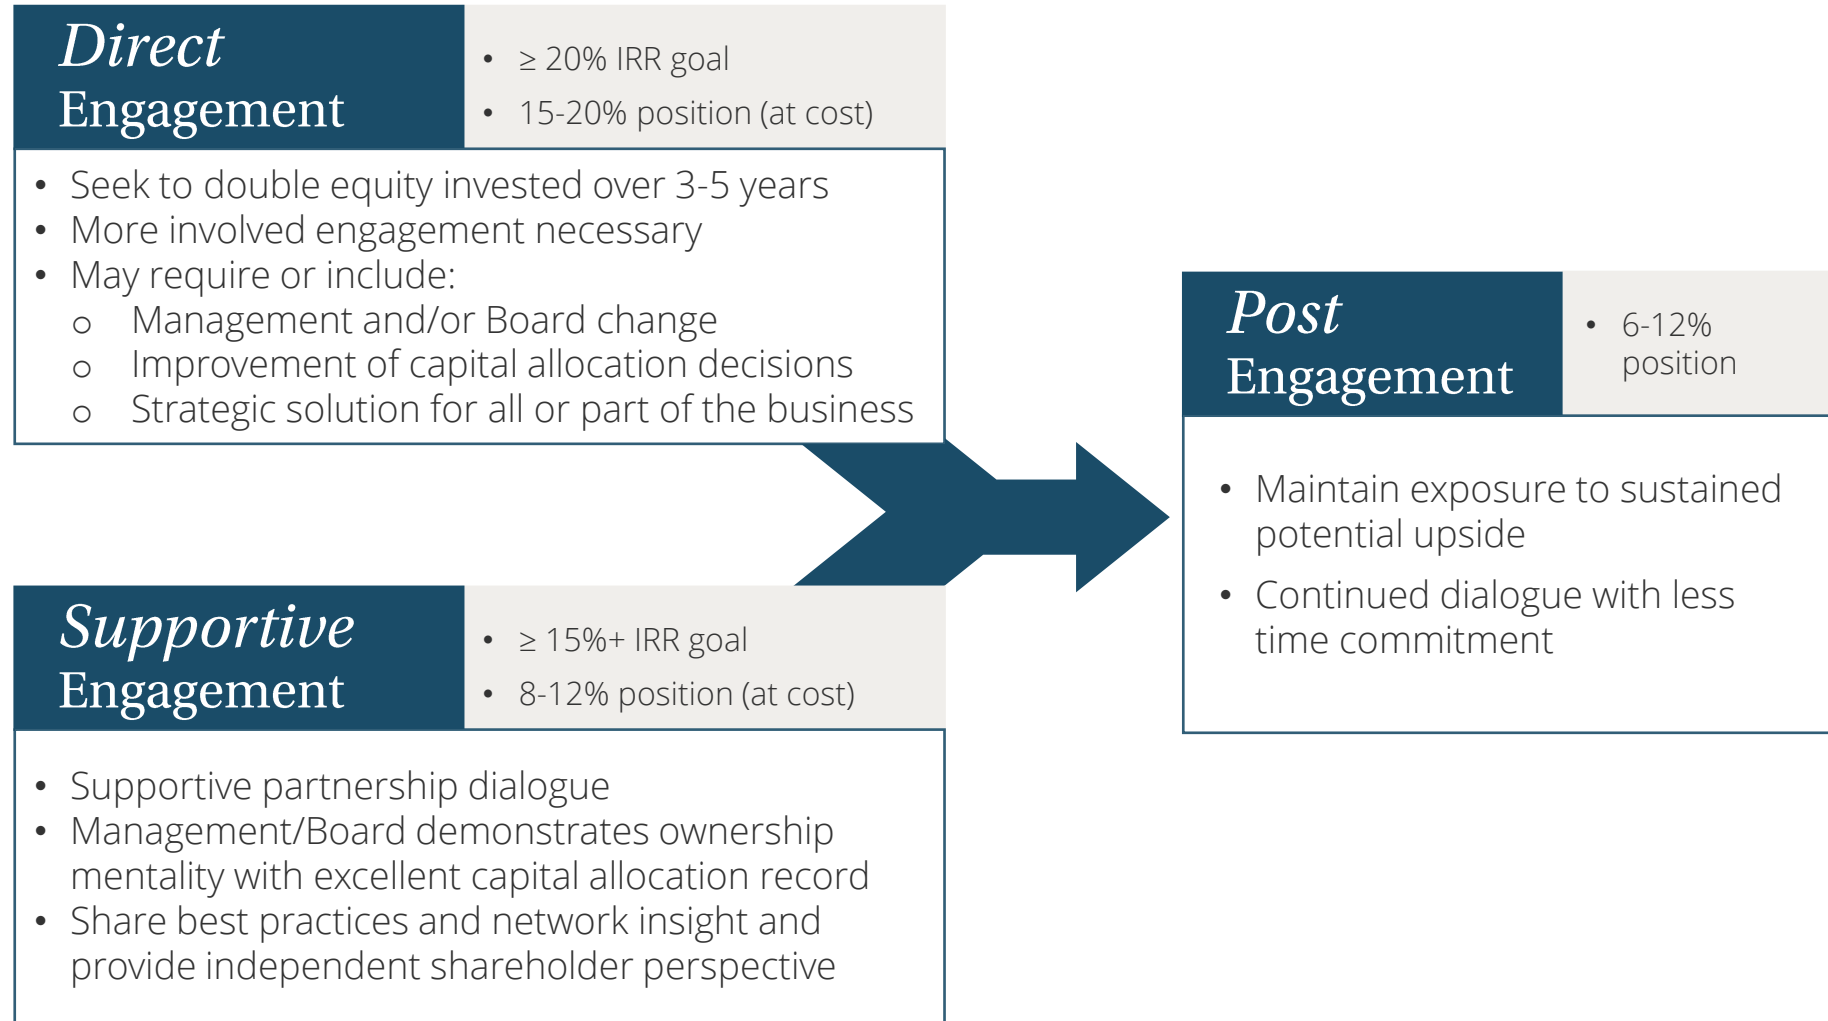 Direct
Engagement
• ≥ 20% IRR goal
• 15-20% position (at cost)
• Seek to double equity invested over 3-5 years
• More involved engagement necessary
• May require or include:
o Management and/or Board change
o Improvement of capital allocation decisions
o Strategic solution for all or part of the business
Supportive
Engagement
• ≥ 15%+ IRR goal
• 8-12% position (at cost)
• Supportive partnership dialogue
• Management/Board demonstrates ownership
mentality with excellent capital allocation record
• Share best practices and network insight and
provide independent shareholder perspective
Post
Engagement
• 6-12%
position
• Maintain exposure to sustained
potential upside
• Continued dialogue with less
time commitment